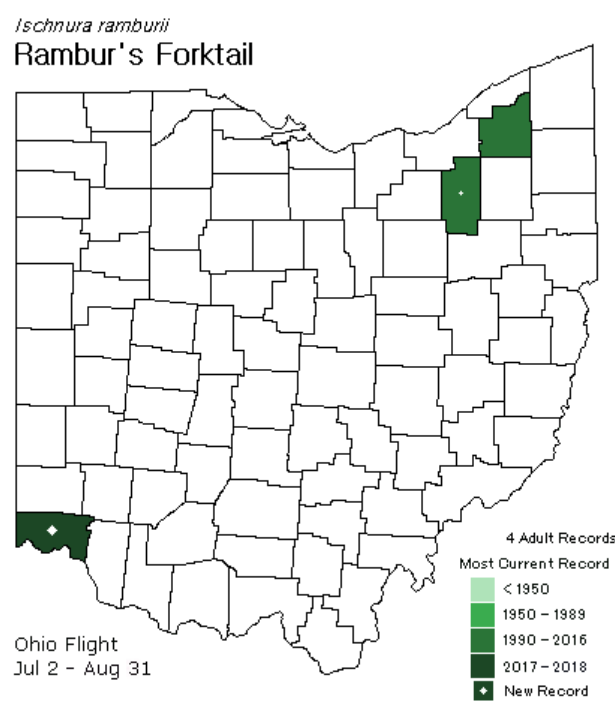 Ischnura ramburii
Rambur's Forktail
4 Adult Records
Most Current Record
< 1950
1950 – 1989
1990 – 2016
2017 – 2018
New Record
Ohio Flight
Jul 2 – Aug 31